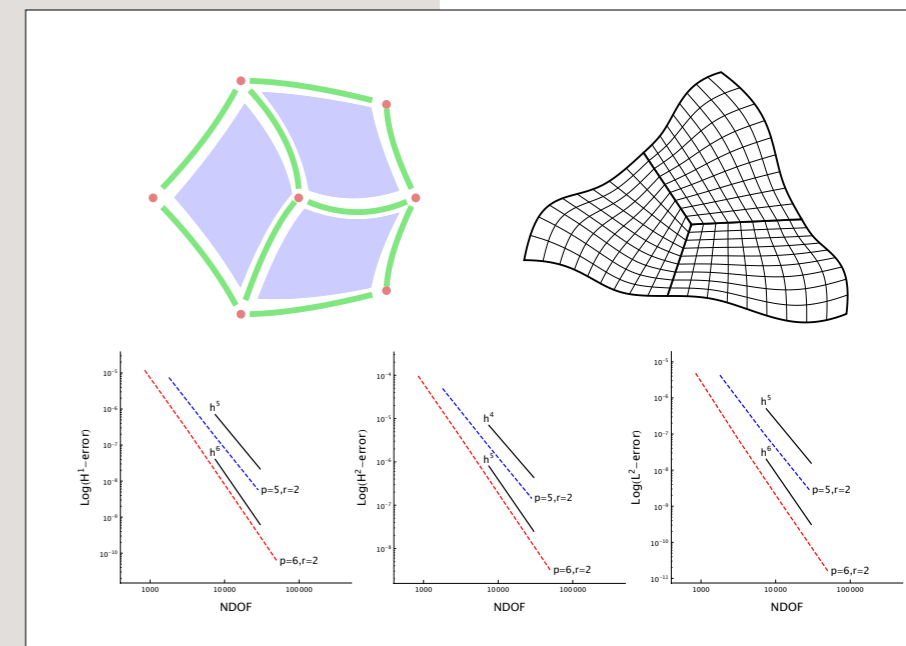 10⁻⁵
10⁻⁶
10⁻⁷
10⁻⁸
10⁻⁹
10⁻¹⁰
Log(H¹−error)
h⁵
h⁶
p=5,r=2
p=6,r=2
1000
10000
100000
NDOF
10⁻⁴
10⁻⁵
10⁻⁶
10⁻⁷
10⁻⁸
Log(H²−error)
h⁴
h⁵
p=5,r=2
p=6,r=2
1000
10000
100000
NDOF
10⁻⁵
10⁻⁶
10⁻⁷
10⁻⁸
10⁻⁹
10⁻¹⁰
10⁻¹¹
Log(L²−error)
h⁵
h⁶
p=5,r=2
p=6,r=2
1000
10000
100000
NDOF